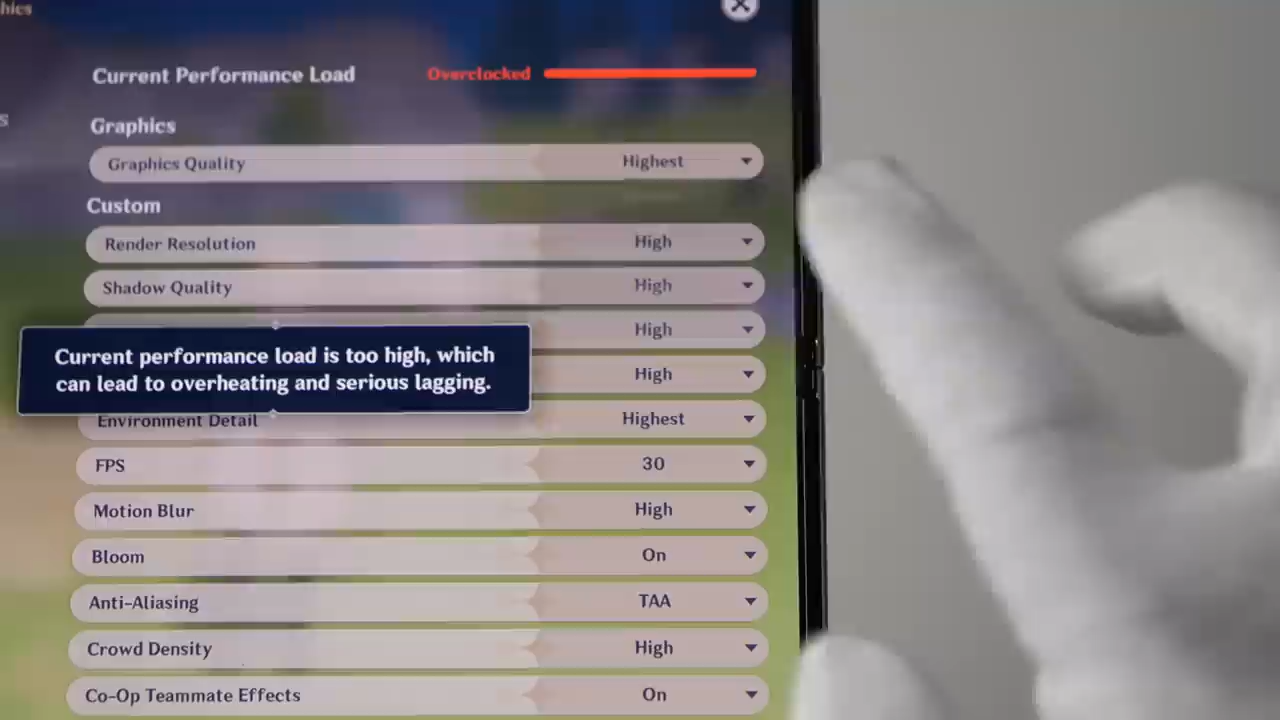 hics
Current Performance Load Overclocked
s
Graphics
Graphics Quality Highest
Custom
Render Resolution High
Shadow Quality High
High
Current performance load is too high, which
can lead to overheating and serious lagging.
High
Environment Detail Highest
FPS 30
Motion Blur High
Bloom On
Anti-Aliasing TAA
Crowd Density High
Co-Op Teammate Effects On